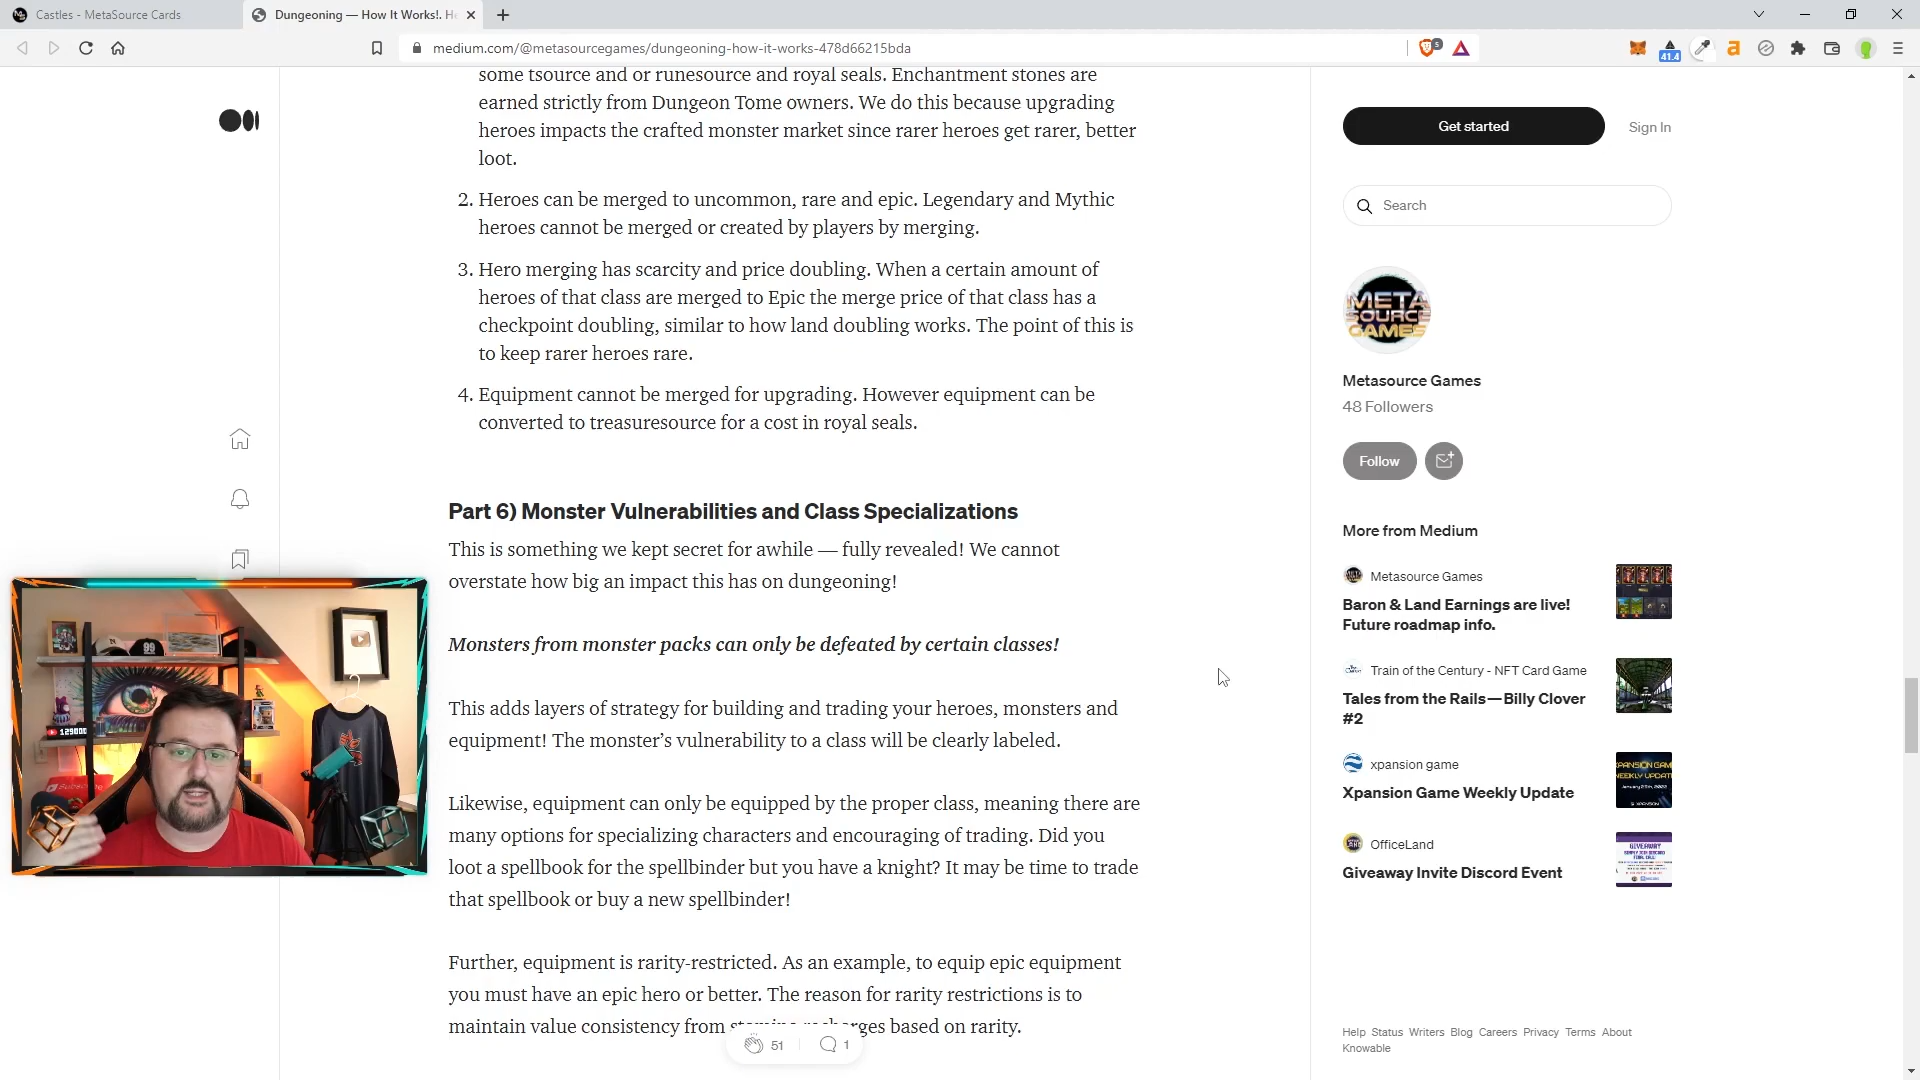 Castles - MetaSource Cards
Dungeoning — How It Works!. He
medium.com/@metasourcegames/dungeoning-how-it-works-478d66215bda
5
41.4
some tsource and or runesource and royal seals. Enchantment stones are
earned strictly from Dungeon Tome owners. We do this because upgrading
heroes impacts the crafted monster market since rarer heroes get rarer, better
loot.
2. Heroes can be merged to uncommon, rare and epic. Legendary and Mythic
heroes cannot be merged or created by players by merging.
3. Hero merging has scarcity and price doubling. When a certain amount of
heroes of that class are merged to Epic the merge price of that class has a
checkpoint doubling, similar to how land doubling works. The point of this is
to keep rarer heroes rare.
4. Equipment cannot be merged for upgrading. However equipment can be
converted to treasuresource for a cost in royal seals.
Part 6) Monster Vulnerabilities and Class Specializations
This is something we kept secret for awhile — fully revealed! We cannot
overstate how big an impact this has on dungeoning!
Monsters from monster packs can only be defeated by certain classes!
This adds layers of strategy for building and trading your heroes, monsters and
equipment! The monster’s vulnerability to a class will be clearly labeled.
Likewise, equipment can only be equipped by the proper class, meaning there are
many options for specializing characters and encouraging of trading. Did you
loot a spellbook for the spellbinder but you have a knight? It may be time to trade
that spellbook or buy a new spellbinder!
Further, equipment is rarity-restricted. As an example, to equip epic equipment
you must have an epic hero or better. The reason for rarity restrictions is to
maintain value consistency from stamina recharges based on rarity.
51
1
Get started
Sign In
Search
META
SOURCE
GAMES
Metasource Games
48 Followers
Follow
More from Medium
Metasource Games
Baron & Land Earnings are live!
Future roadmap info.
Train of the Century - NFT Card Game
Tales from the Rails — Billy Clover
#2
xpansion game
Xpansion Game Weekly Update
OfficeLand
Giveaway Invite Discord Event
Help Status Writers Blog Careers Privacy Terms About
Knowable
99
129000
Subscribe